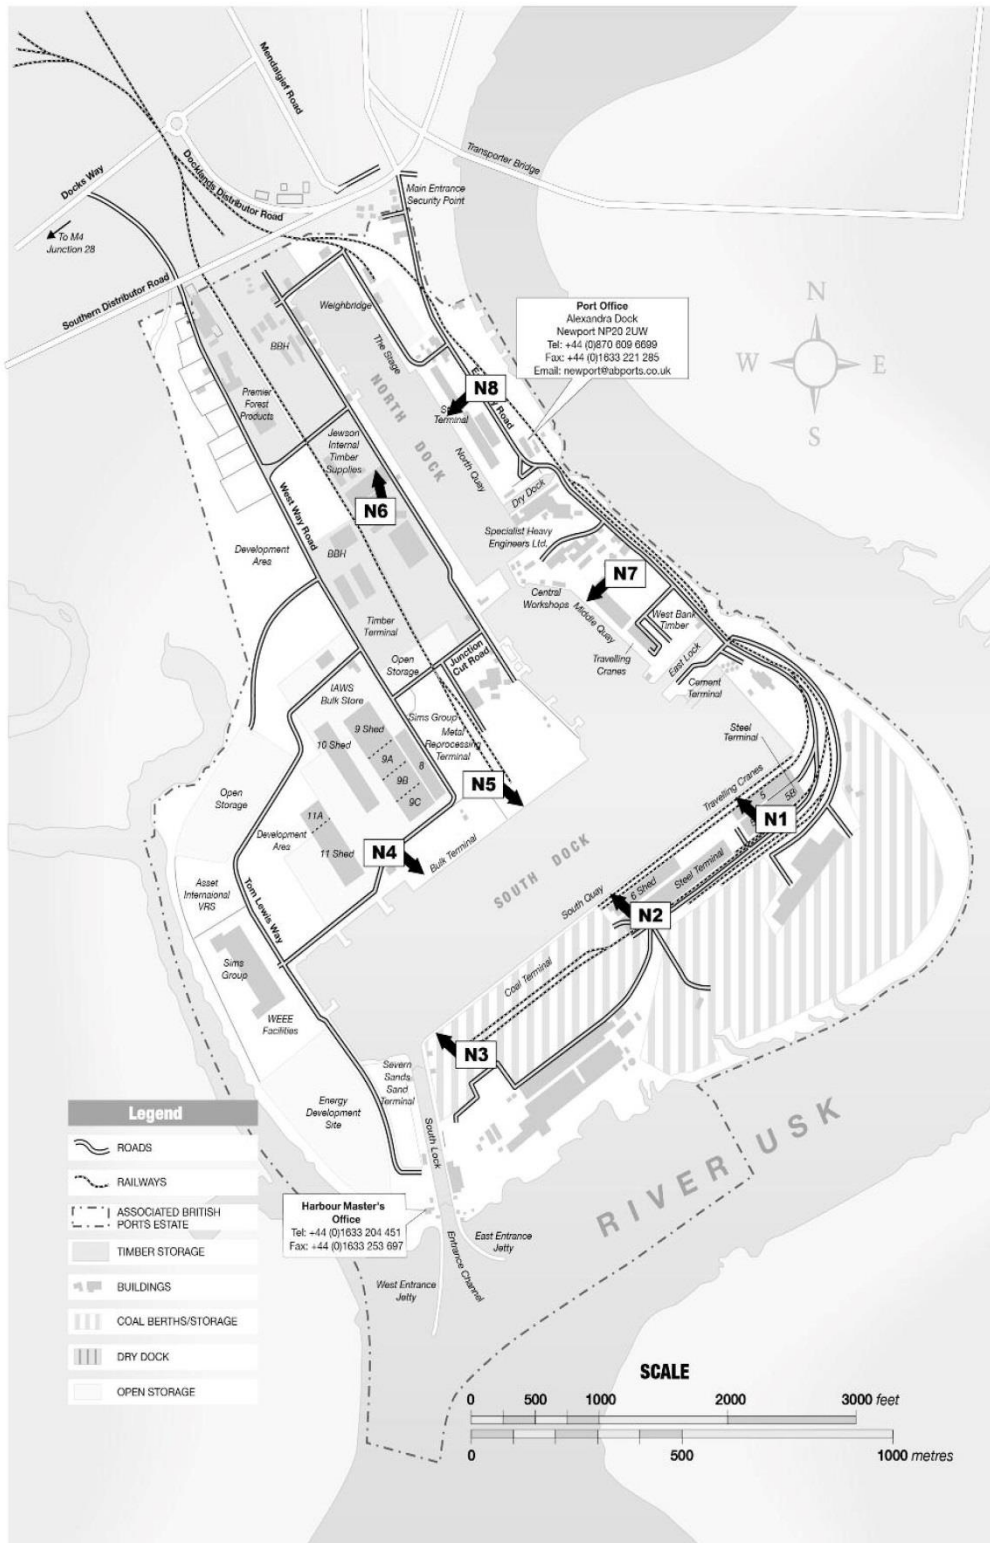 Mendalgief Road
Transporter Bridge
Docks Way
Docklands Distributor Road
Main Entrance
Security Point
To M4
Junction 28
Southern Distributor Road
Weighbridge
BBH
The Stage
Port Office
Alexandra Dock
Newport NP20 2UW
Tel: +44 (0)870 609 6699
Fax: +44 (0)1633 221 285
Email: newport@abports.co.uk
N
W
E
S
Premier
Forest
Products
NORTH DOCK
N8
Road
Terminal
Jewson
Internal
Timber
Supplies
North Quay
Dry Dock
N6
West Way Road
Specialist Heavy
Engineers Ltd.
Development
Area
BBH
N7
Central
Workshops
Middle Quay
West Bank
Timber
Timber
Terminal
Travelling
Cranes
East Lock
Open
Storage
Junction
Cut Road
Cement
Terminal
IAWS
Bulk Store
Sims Group
Metal
Reprocessing
Terminal
Steel
Terminal
9 Shed
10 Shed
9A
8
9B
9C
N5
Travelling Cranes
5
5B
N1
Open
Storage
11A
Development
Area
11 Shed
N4
Bulk Terminal
SOUTH DOCK
Steel Terminal
6 Shed
South Quay
N2
Asset
Internaional
VRS
Tom Lewis Way
Sims
Group
Coal Terminal
WEEE
Facilities
N3
Severn
Sands
Sand
Terminal
Energy
Development
Site
South Lock
RIVER USK
Legend
ROADS
RAILWAYS
ASSOCIATED BRITISH
PORTS ESTATE
TIMBER STORAGE
BUILDINGS
COAL BERTHS/STORAGE
DRY DOCK
OPEN STORAGE
Harbour Master's
Office
Tel: +44 (0)1633 204 451
Fax: +44 (0)1633 253 697
East Entrance
Jetty
Entrance Channel
West Entrance
Jetty
SCALE
0 500 1000 2000 3000 feet
0 500 1000 metres